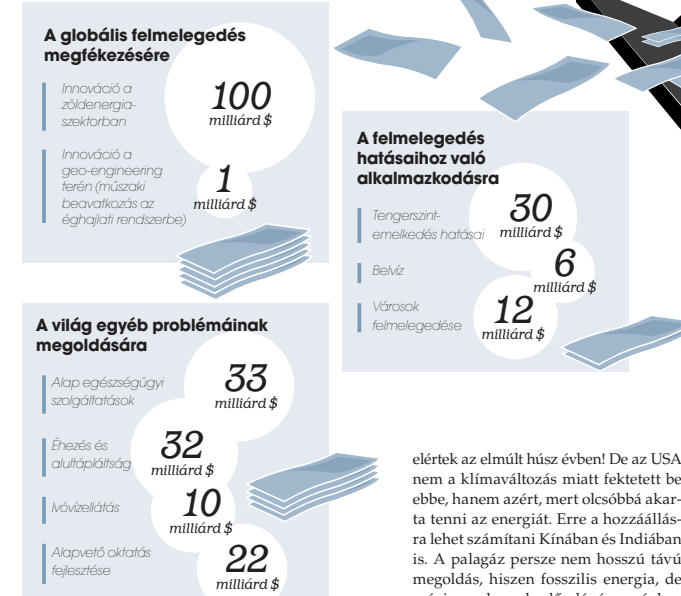 A globális felmelegedés
megfékezésére
Innováció a
zöldenergia-
szektorban
100
milliárd $
Innováció a
geo-engineering
terén (műszaki
beavatkozás az
éghajlati rendszerbe)
1
milliárd $
A felmelegedés
hatásaihoz való
alkalmazkodásra
Tengerszint-
emelkedés hatásai
30
milliárd $
Belvíz
6
milliárd $
Városok
felmelegedése
12
milliárd $
A világ egyéb problémáinak
megoldására
Alap egészségügyi
szolgáltatások
33
milliárd $
Éhezés és
alultápláltság
32
milliárd $
Ivóvízellátás
10
milliárd $
Alapvető oktatás
fejlesztése
22
milliárd $
elértek az elmúlt húsz évben! De az USA
nem a klímaváltozás miatt fektetett be
ebbe, hanem azért, mert olcsóbbá akar-
ta tenni az energiát. Erre a hozzáállás-
ra lehet számítani Kínában és Indiában
is. A palagáz persze nem hosszú távú
megoldás, hiszen fosszilis energia, de